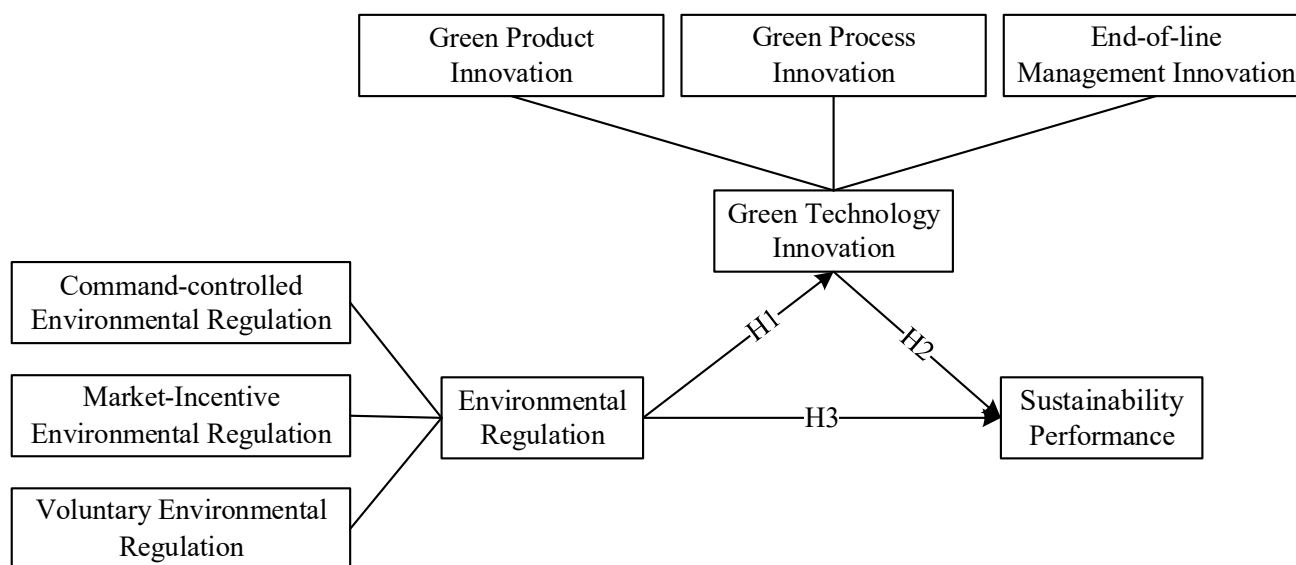 Green Product
Innovation
Green Process
Innovation
End-of-line
Management Innovation
Green Technology
Innovation
Command-controlled
Environmental Regulation
Market-Incentive
Environmental Regulation
Voluntary Environmental
Regulation
Environmental
Regulation
H1
H2
H3
Sustainability
Performance